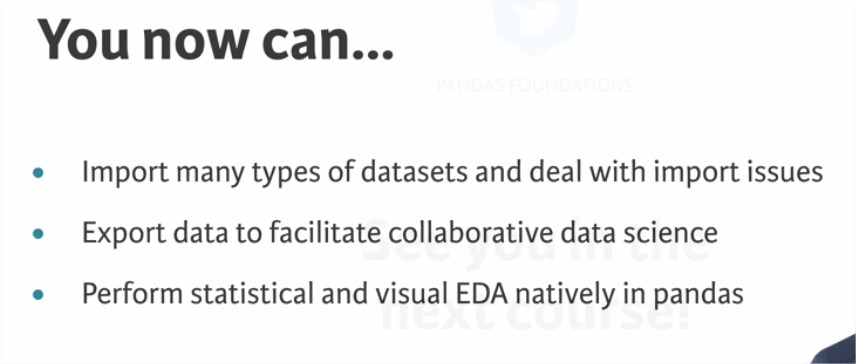 You now can...
PANDAS FOUNDATIONS
• Import many types of datasets and deal with import issues
• Export data to facilitate collaborative data science
See you in the
• Perform statistical and visual EDA natively in pandas
next course!